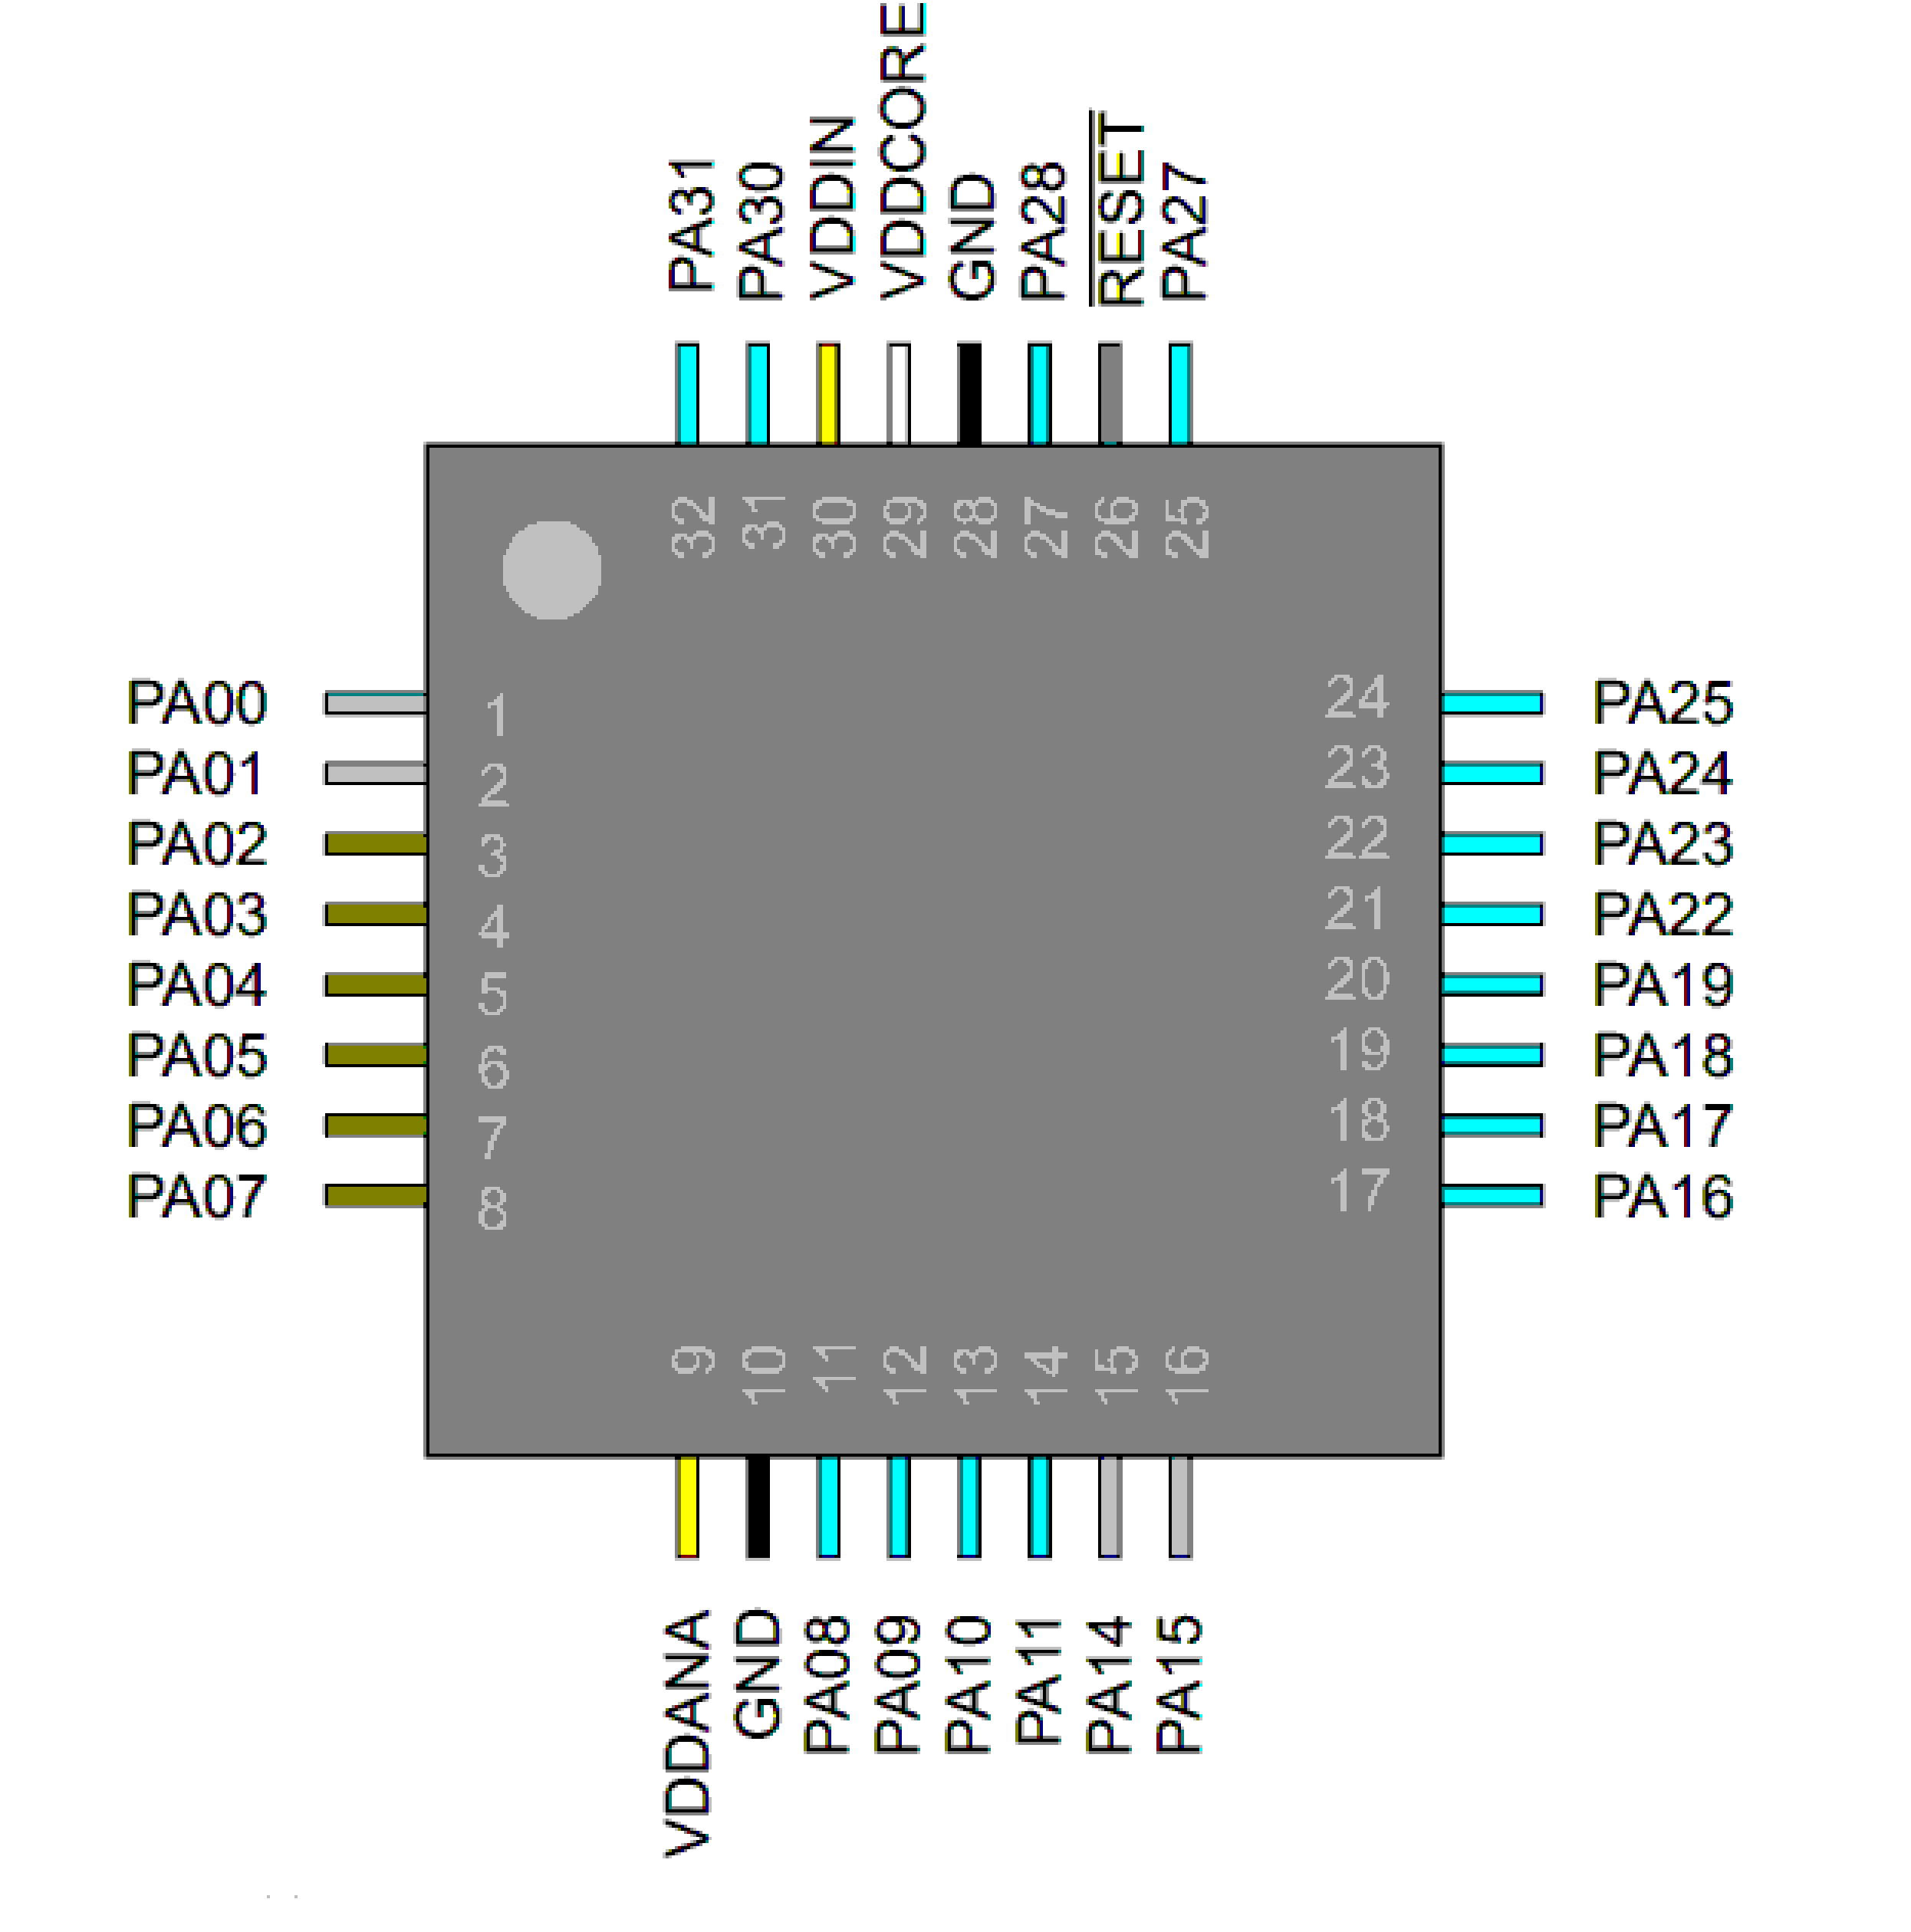 PA31
PA30
VDDIN
VDDCORE
GND
PA28
RESET
PA27
32
31
30
29
28
27
26
25
PA00 1
PA01 2
PA02 3
PA03 4
PA04 5
PA05 6
PA06 7
PA07 8
24 PA25
23 PA24
22 PA23
21 PA22
20 PA19
19 PA18
18 PA17
17 PA16
9
10
11
12
13
14
15
16
VDDANA
GND
PA08
PA09
PA10
PA11
PA14
PA15